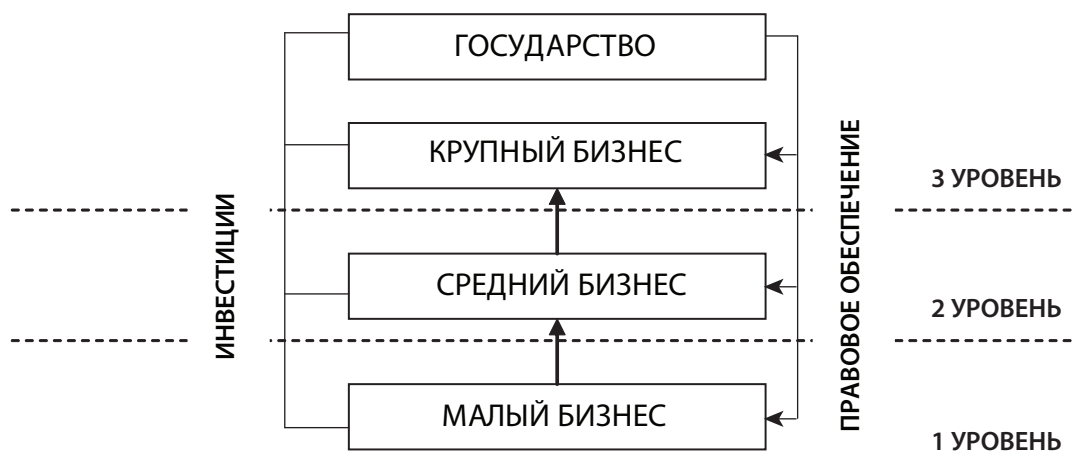 ГОСУДАРСТВО
КРУПНЫЙ БИЗНЕС
3 УРОВЕНЬ
ИНВЕСТИЦИИ
ПРАВОВОЕ ОБЕСПЕЧЕНИЕ
СРЕДНИЙ БИЗНЕС
2 УРОВЕНЬ
МАЛЫЙ БИЗНЕС
1 УРОВЕНЬ